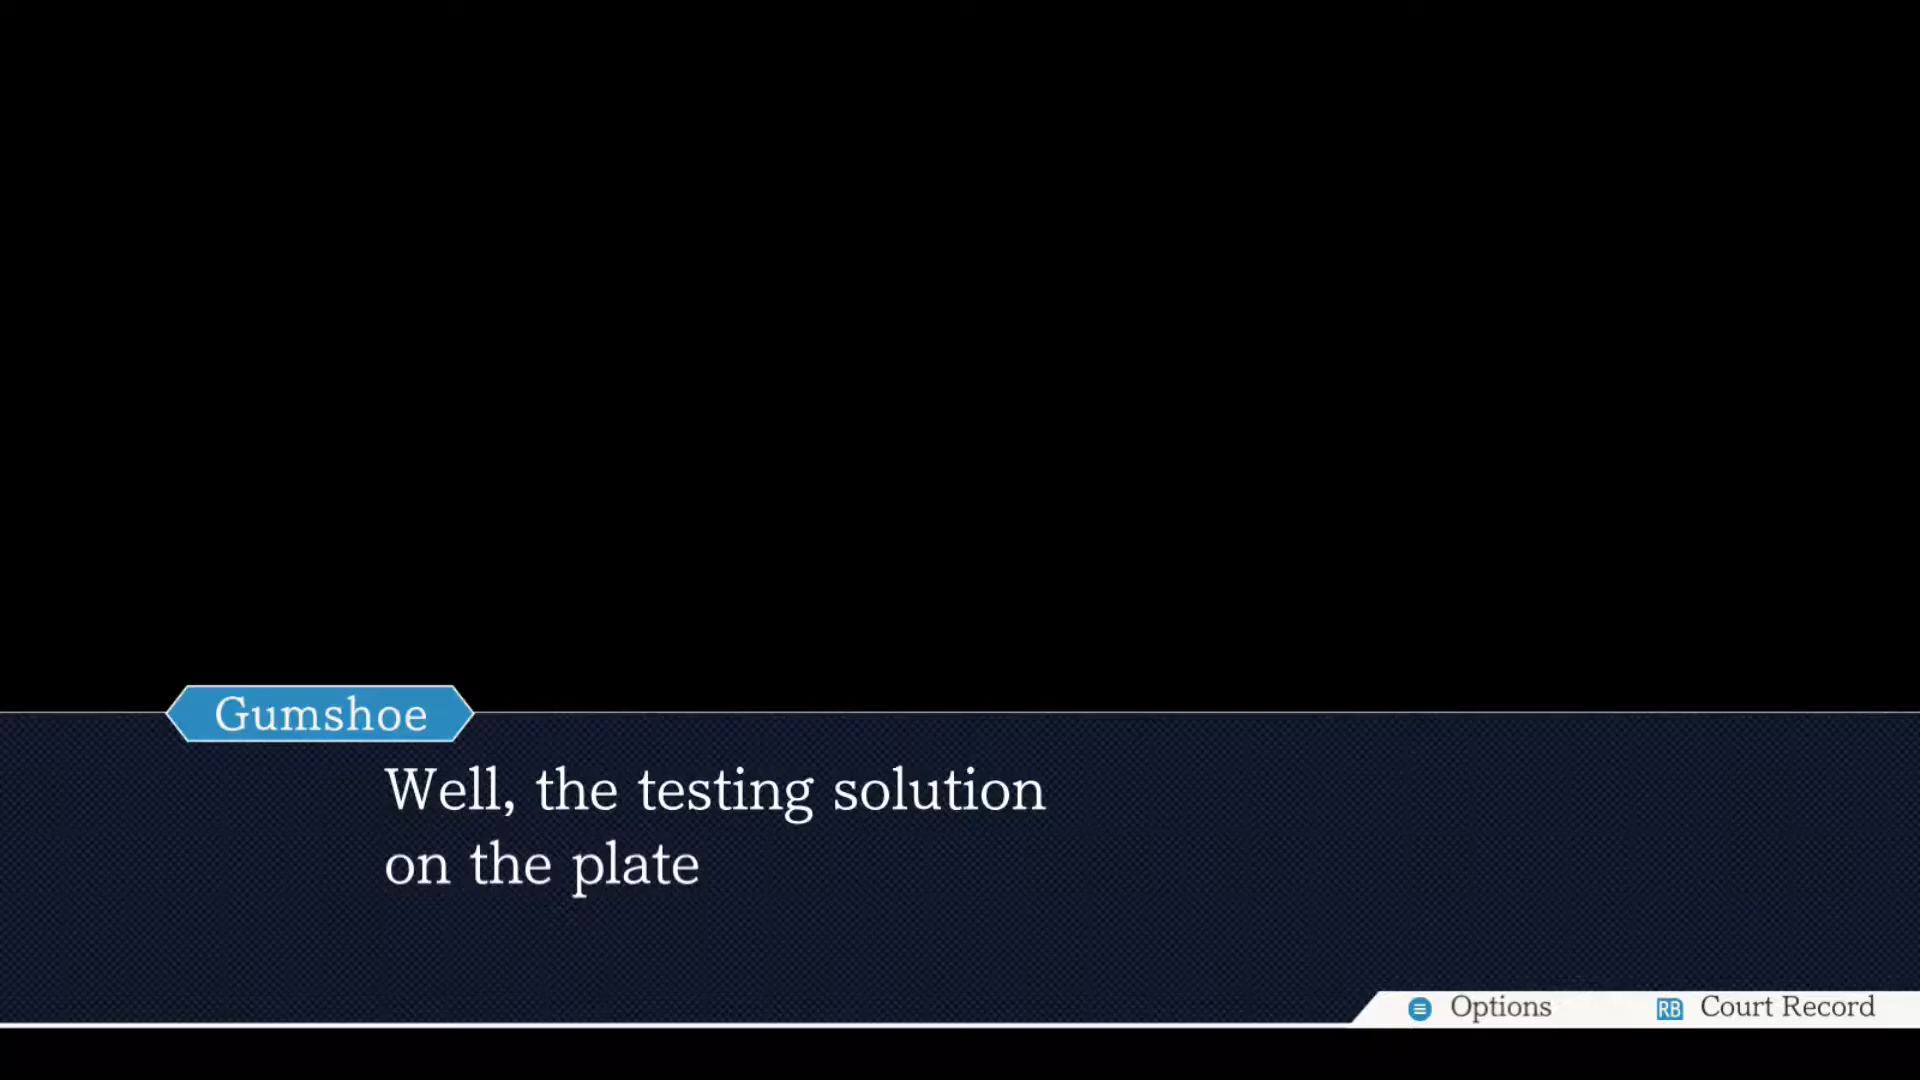 Gumshoe
Well, the testing solution
on the plate
Options
RB Court Record